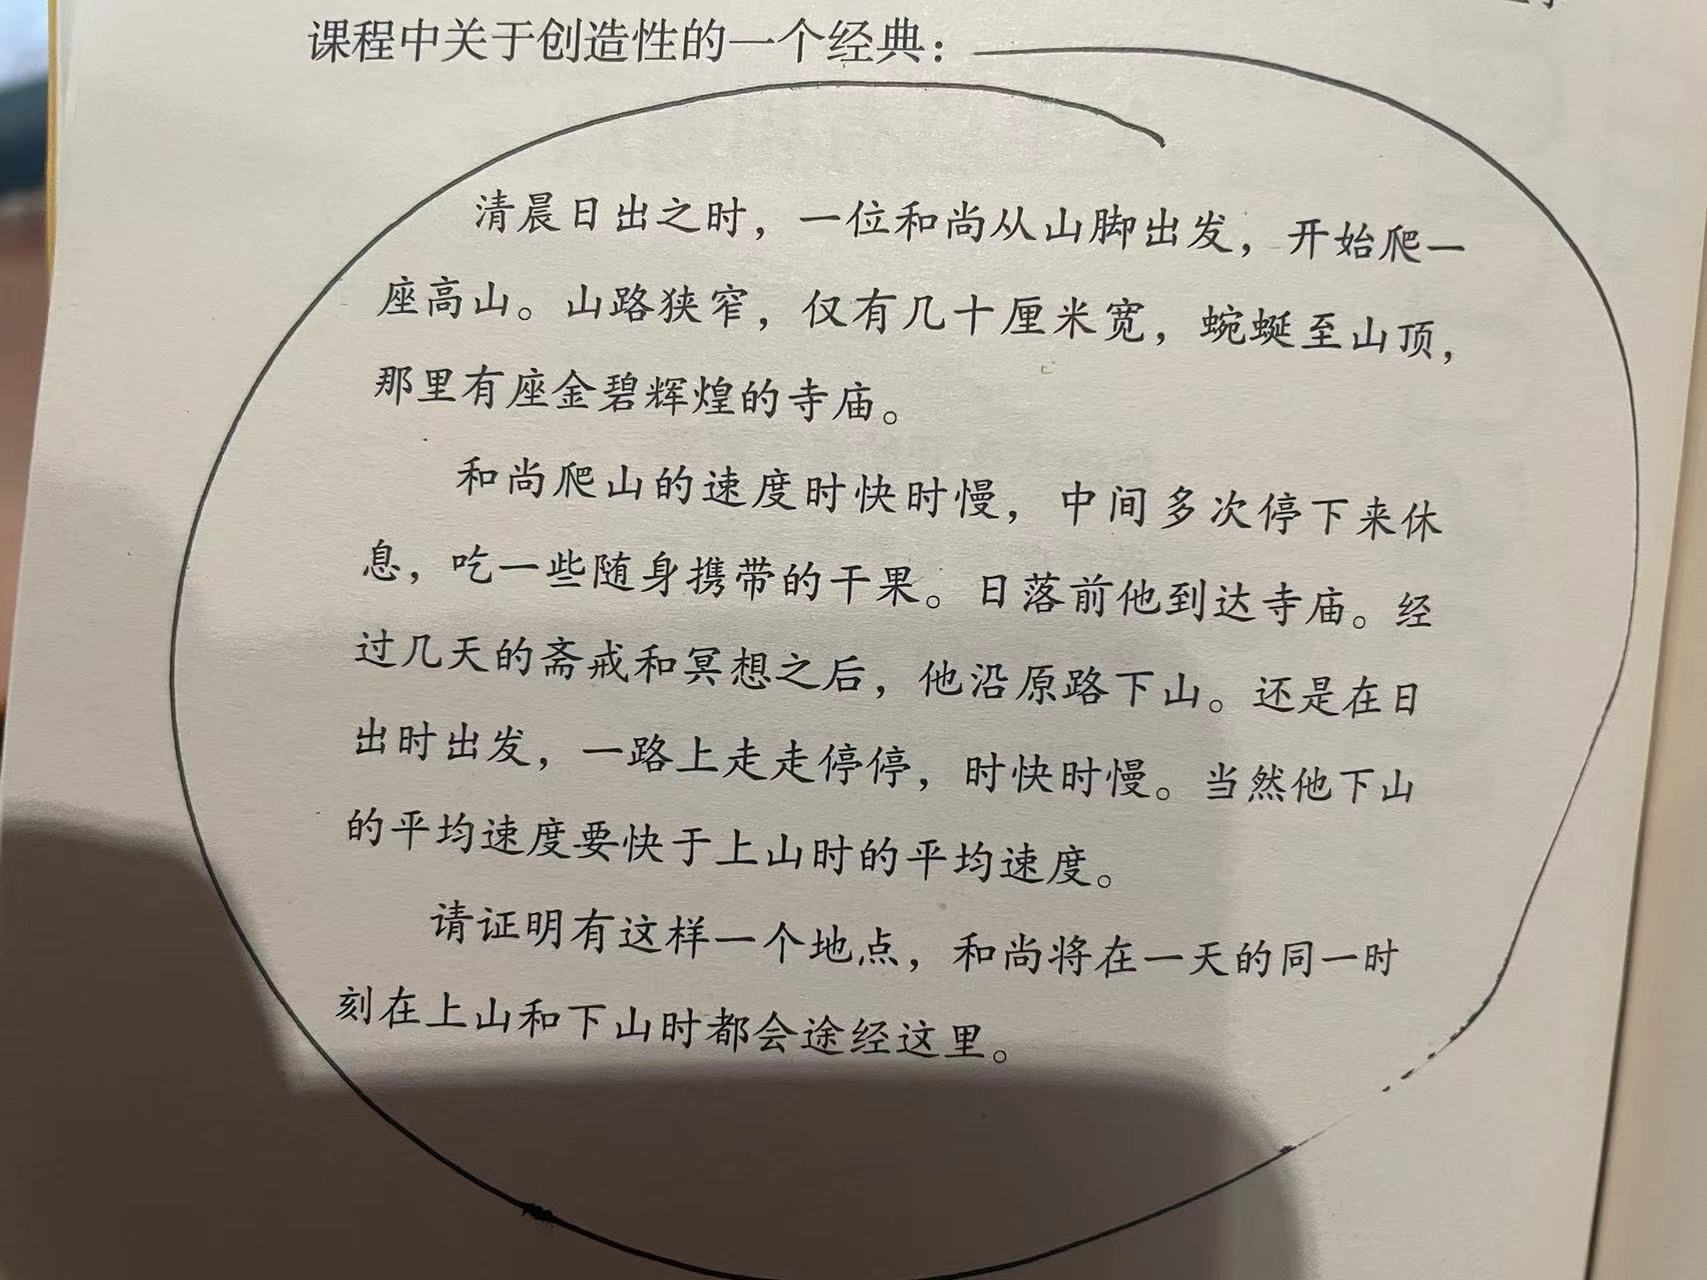 课程中关于创造性的一个经典：
清晨日出之时，一位和尚从山脚出发，开始爬一
座高山。山路狭窄，仅有几十厘米宽，蜿蜒至山顶，
那里有座金碧辉煌的寺庙。
和尚爬山的速度时快时慢，中间多次停下来休
息，吃一些随身携带的干果。日落前他到达寺庙。经
过几天的斋戒和冥想之后，他沿原路下山。还是在日
出时出发，一路上走走停停，时快时慢。当然他下山
的平均速度要快于上山时的平均速度。
请证明有这样一个地点，和尚将在一天的同一时
刻在上山和下山时都会途经这里。